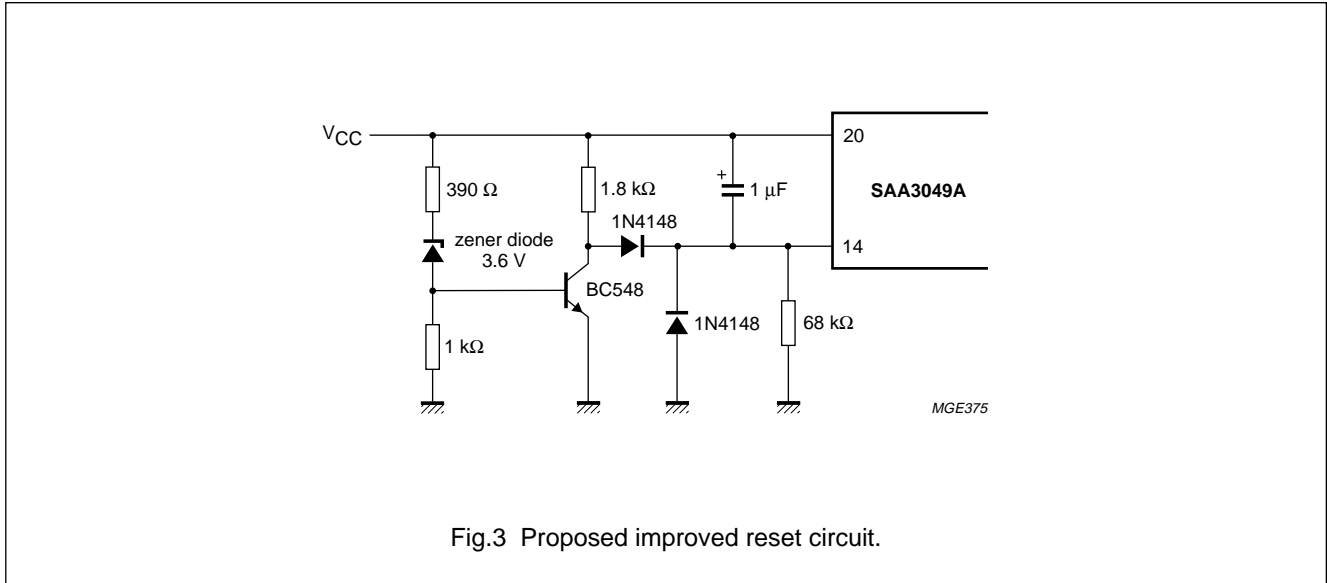 VCC
20
390 Ω
1.8 kΩ
+
1 μF
SAA3049A
1N4148
zener diode
3.6 V
14
BC548
1N4148
68 kΩ
1 kΩ
MGE375
Fig.3 Proposed improved reset circuit.